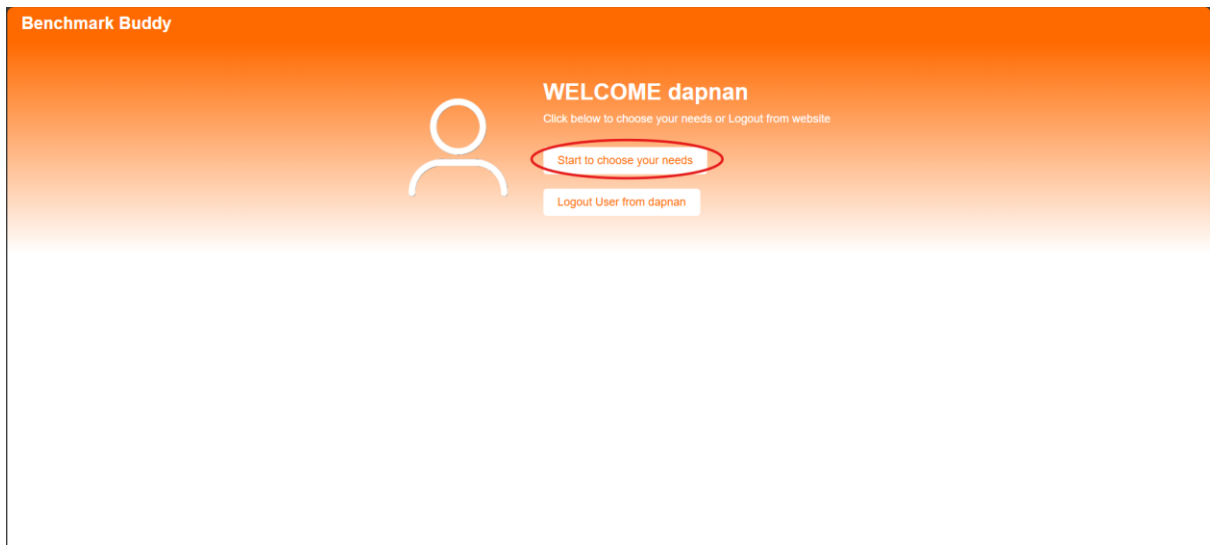 Benchmark Buddy
WELCOME dapnan
Click below to choose your needs or Logout from website
Start to choose your needs
Logout User from dapnan